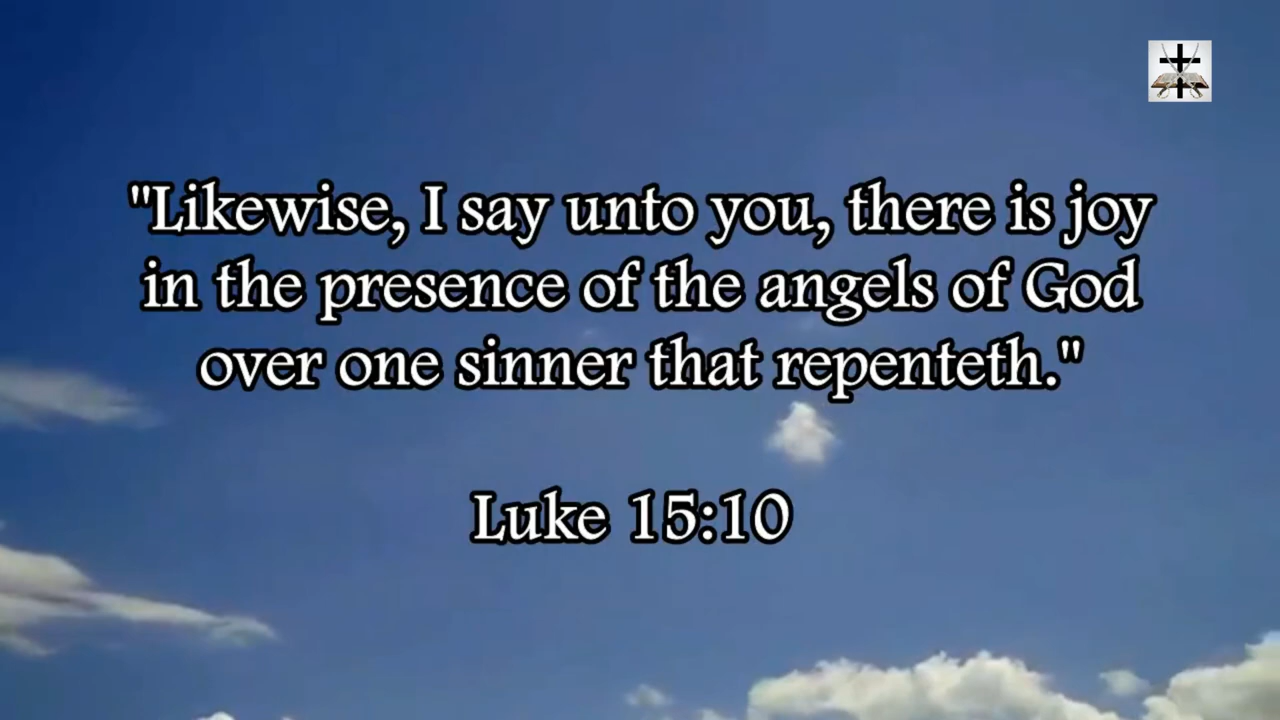 "Likewise, I say unto you, there is joy
in the presence of the angels of God
over one sinner that repenteth."
Luke 15:10